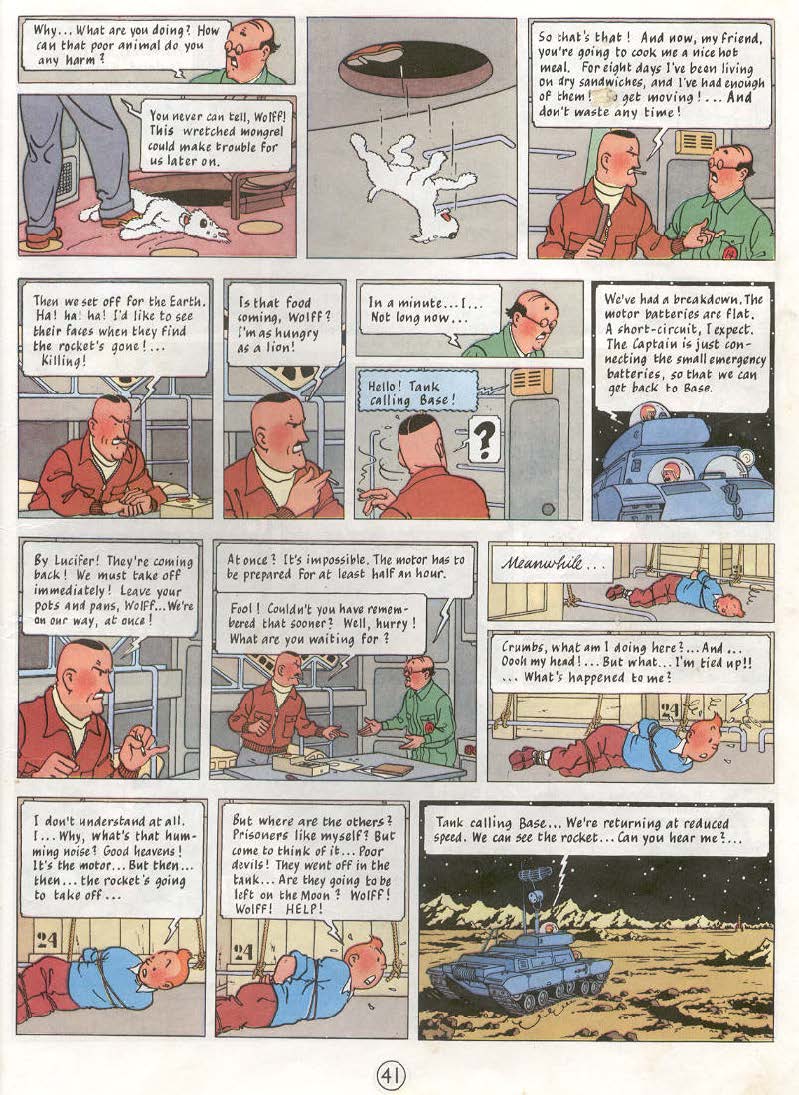 Why... What are you doing? How
can that poor animal do you
any harm?
You never can tell, Wolff!
This wretched mongrel
could make trouble for
us later on.
So that's that! And now, my friend,
you're going to cook me a nice hot
meal. For eight days I've been living
on dry sandwiches, and I've had enough
of them! So get moving!... And
don't waste any time!
Then we set off for the Earth.
Ha! ha! ha! I'd like to see
their faces when they find
the rocket's gone!...
Killing!
Is that food
coming, Wolff?
I'm as hungry
as a lion!
In a minute... I...
Not long now...
Hello! Tank
calling Base!
?
We've had a breakdown. The
motor batteries are flat.
A short-circuit, I expect.
The Captain is just con-
necting the small emergency
batteries, so that we can
get back to Base.
By Lucifer! They're coming
back! We must take off
immediately! Leave your
pots and pans, Wolff... We're
on our way, at once!
At once? It's impossible. The motor has to
be prepared for at least half an hour.
Fool! Couldn't you have remem-
bered that sooner? Well, hurry!
What are you waiting for?
Meanwhile...
Crumbs, what am I doing here?... And...
Oooh my head!... But what... I'm tied up!!
... What's happened to me?
24
I don't understand at all.
I... Why, what's that hum-
ming noise? Good heavens!
It's the motor... But then...
then... the rocket's going
to take off...
24
But where are the others?
Prisoners like myself? But
come to think of it... Poor
devils! They went off in the
tank... Are they going to be
left on the Moon? Wolff!
Wolff! HELP!
24
Tank calling Base... We're returning at reduced
speed. We can see the rocket... Can you hear me?...
41